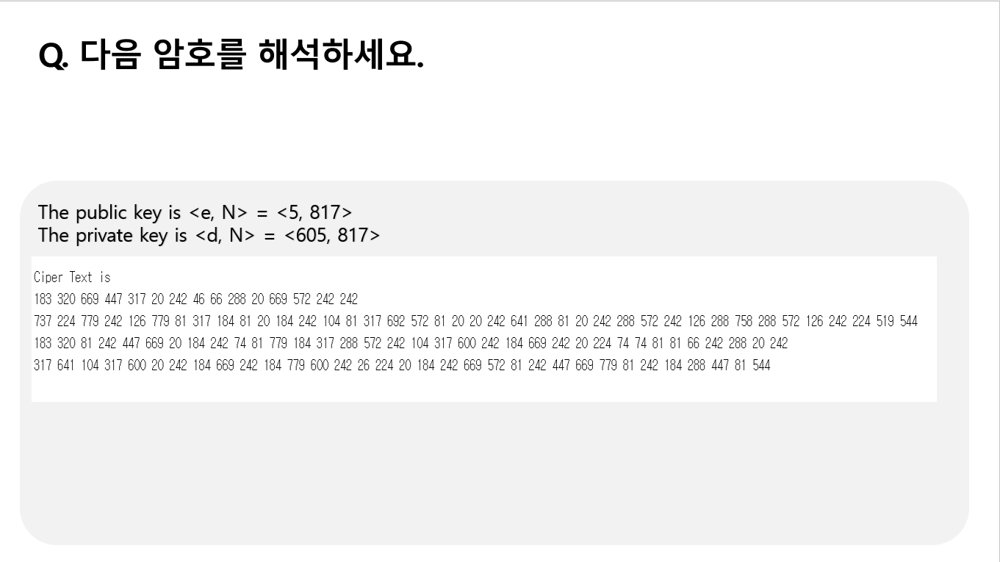 Q. 다음 암호를 해석하세요.
The public key is <e, N> = <5, 817>
The private key is <d, N> = <605, 817>
Ciper Text is
183 320 669 447 317 20 242 46 66 288 20 669 572 242 242
737 224 779 242 126 779 81 317 184 81 20 184 242 104 81 317 692 572 81 20 20 242 641 288 81 20 242 288 572 242 126 288 758 288 572 126 242 224 519 544
183 320 81 242 447 669 20 184 242 74 81 779 184 317 288 572 242 104 317 600 242 184 669 242 20 224 74 74 81 81 66 242 288 20 242
317 641 104 317 600 20 242 184 669 242 184 779 600 242 26 224 20 184 242 669 572 81 242 447 669 779 81 242 184 288 447 81 544